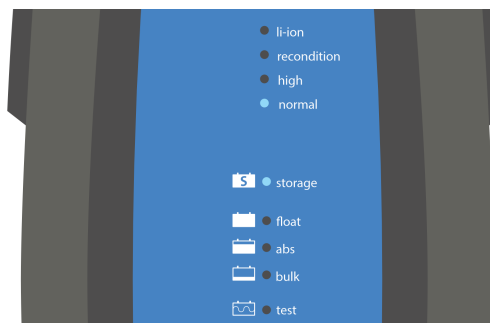 li-ion
recondition
high
normal
S storage
float
abs
bulk
test